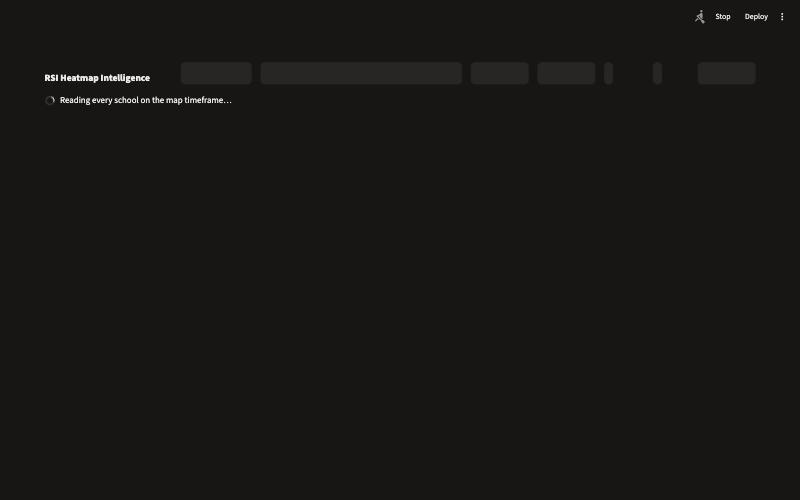 Stop Deploy
RSI Heatmap Intelligence
Reading every school on the map timeframe...